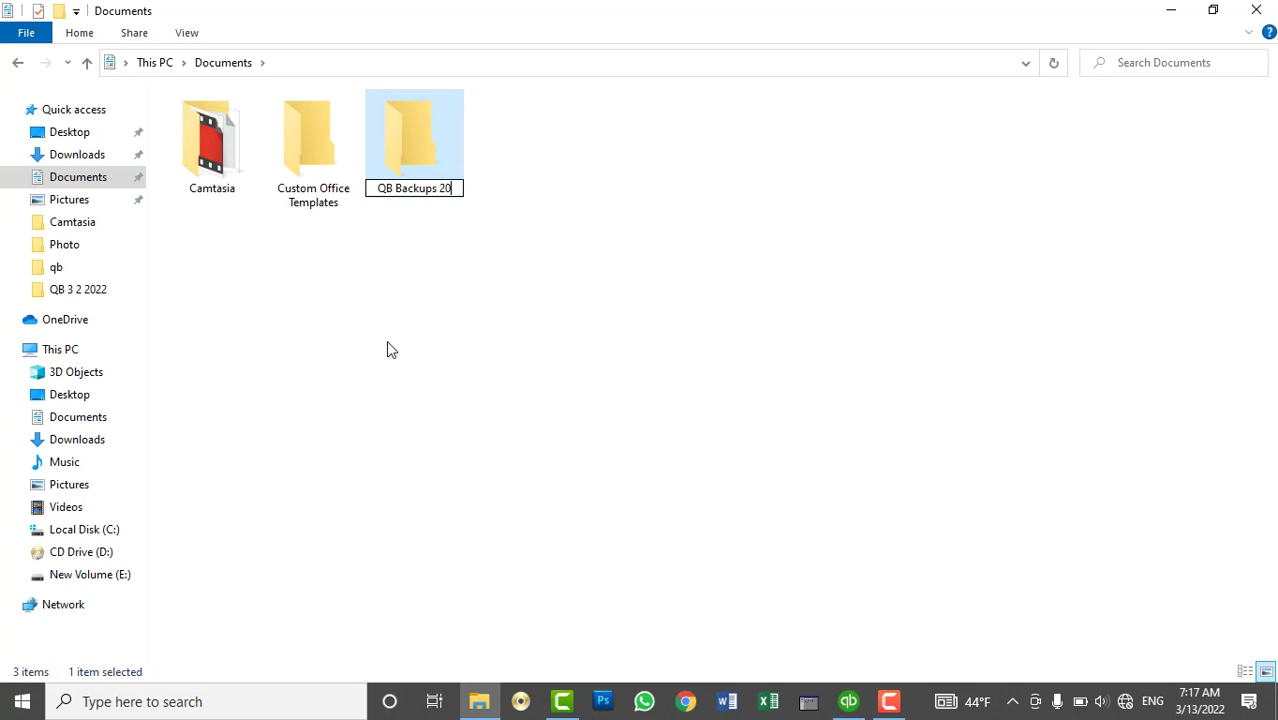 Documents
File Home Share View
This PC Documents Search Documents
Quick access
Desktop
Downloads
Documents
Pictures
Camtasia
Photo
qb
QB 3 2 2022
OneDrive
This PC
3D Objects
Desktop
Documents
Downloads
Music
Pictures
Videos
Local Disk (C:)
CD Drive (D:)
New Volume (E:)
Network
Camtasia
Custom Office
Templates
QB Backups 20
3 items 1 item selected
Type here to search
Ps
W
X
qb
C
44°F
ENG
7:17 AM
3/13/2022